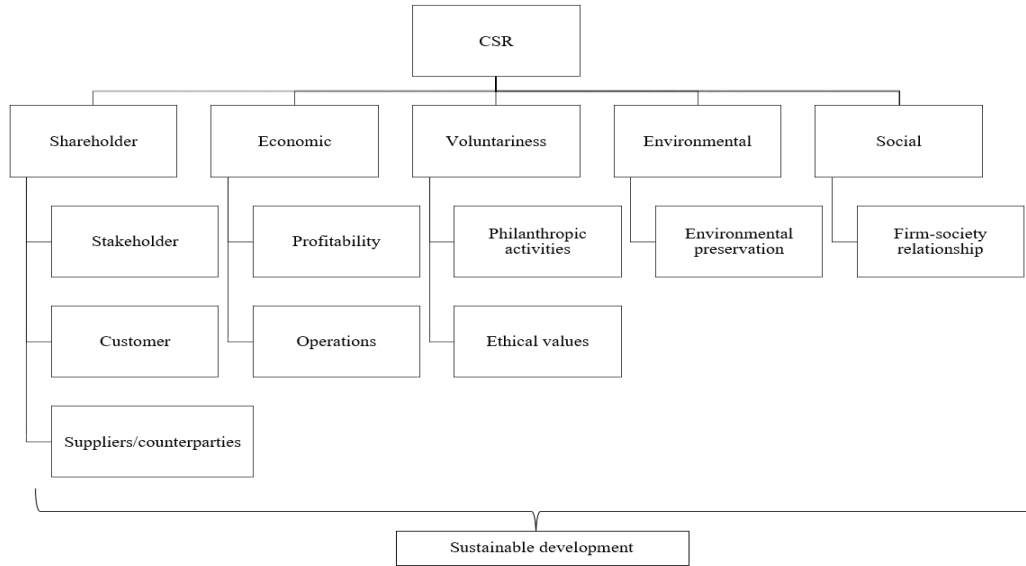 CSR
Shareholder
Economic
Voluntariness
Environmental
Social
Stakeholder
Profitability
Philanthropic
activities
Environmental
preservation
Firm-society
relationship
Customer
Operations
Ethical values
Suppliers/counterparties
Sustainable development